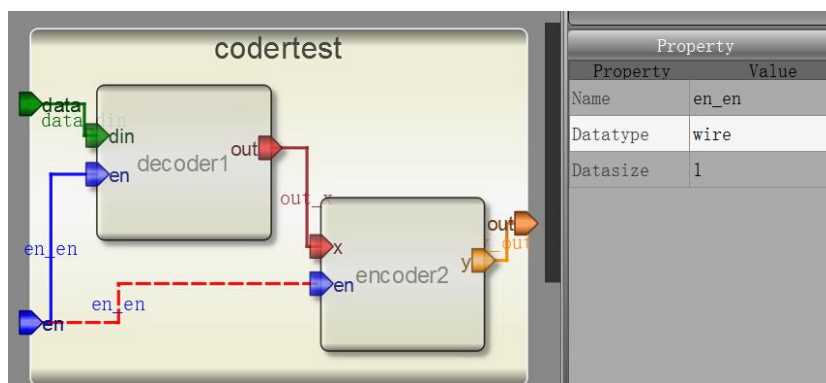 codertest
data
data_din
din
decoder1
out
en
out_x
en_en
out
y_out
x
y
encoder2
en
en_en
en
Property
Property Value
Name en_en
Datatype wire
Datasize 1